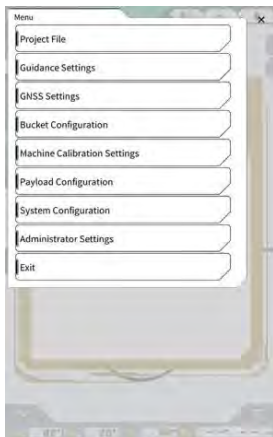 Menu
Project File
Guidance Settings
GNSS Settings
Bucket Configuration
Machine Calibration Settings
Payload Configuration
System Configuration
Administrator Settings
Exit